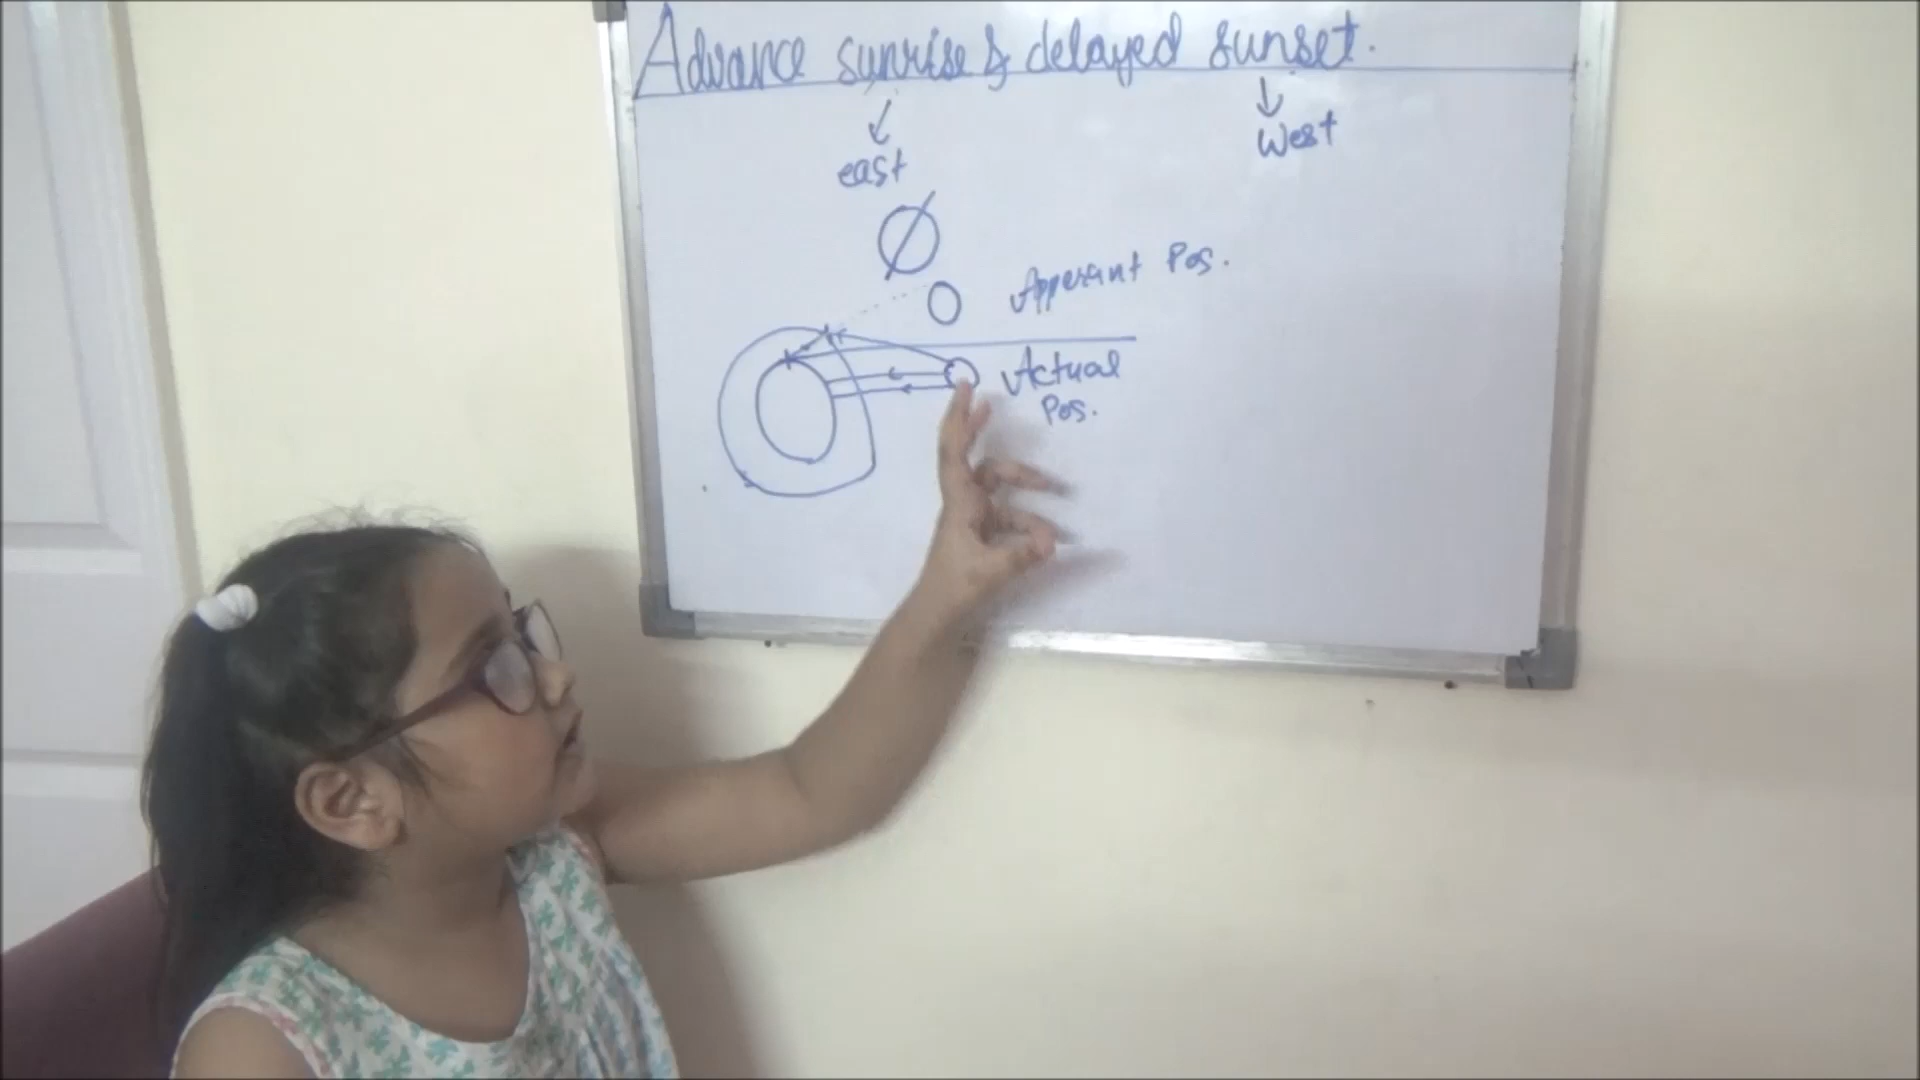 Advance sunrise & delayed sunset.
east
West
Apperant Pos.
Actual
Pos.